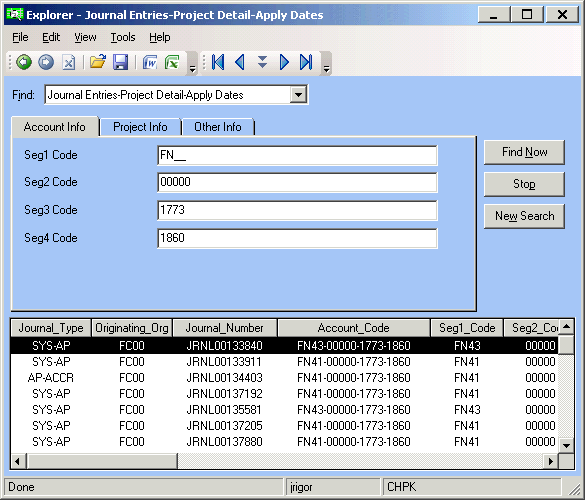 Explorer - Journal Entries-Project Detail-Apply Dates
File Edit View Tools Help
Find: Journal Entries-Project Detail-Apply Dates
Account Info Project Info Other Info
Seg1 Code FN__
Find Now
Seg2 Code 00000
Stop
Seg3 Code 1773
New Search
Seg4 Code 1860
Journal_Type Originating_Org Journal_Number Account_Code Seg1_Code Seg2_Co
SYS-AP FC00 JRNL00133840 FN43-00000-1773-1860 FN43 00000
SYS-AP FC00 JRNL00133911 FN41-00000-1773-1860 FN41 00000
AP-ACCR FC00 JRNL00134403 FN41-00000-1773-1860 FN41 00000
SYS-AP FC00 JRNL00137192 FN41-00000-1773-1860 FN41 00000
SYS-AP FC00 JRNL00135581 FN43-00000-1773-1860 FN43 00000
SYS-AP FC00 JRNL00137205 FN41-00000-1773-1860 FN41 00000
SYS-AP FC00 JRNL00137880 FN41-00000-1773-1860 FN41 00000
Done jrigor CHPK